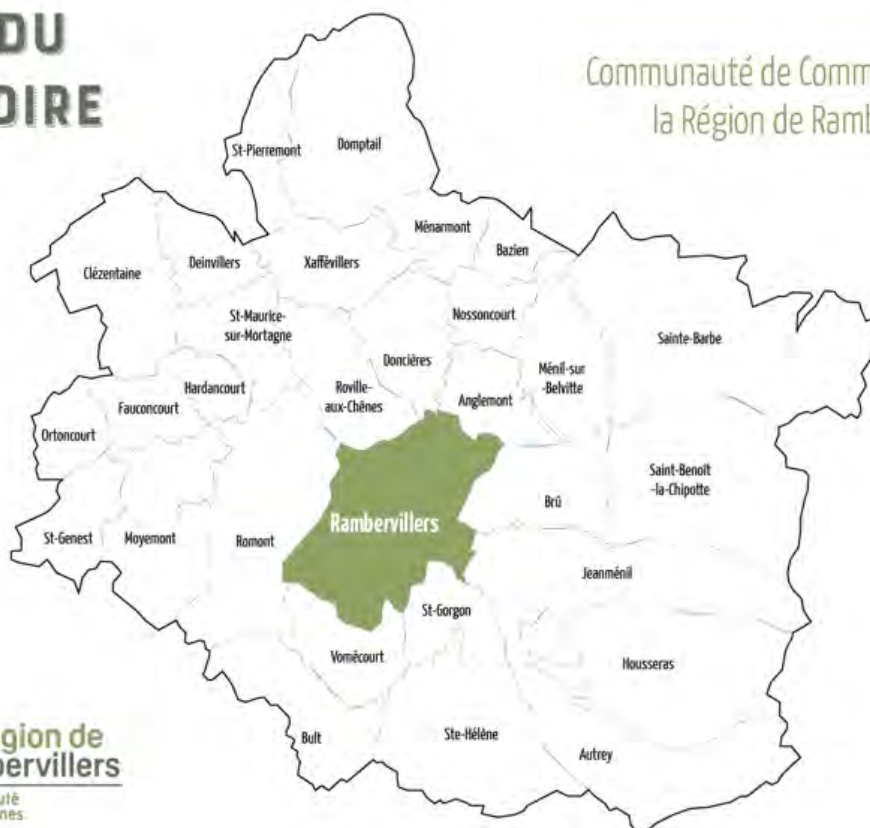 DU
OIRE
Communauté de Comm
la Région de Ramb
St-Pierremont
Domptail
Ménarmont
Bazien
Clézentaine
Deinvillers
Xaffévillers
St-Maurice-
sur-Mortagne
Nossoncourt
Sainte-Barbe
Doncières
Ménil-sur
-Belvitte
Hardancourt
Roville-
aux-Chênes
Anglemont
Fauconcourt
Ortoncourt
Saint-Benoît
-la-Chipotte
Brû
Rambervillers
St-Genest
Moyemont
Romont
Jeanménil
St-Gorgon
Vomécourt
Housseras
Bult
Ste-Hélène
Autrey
gion de
bervillers
uté
nes